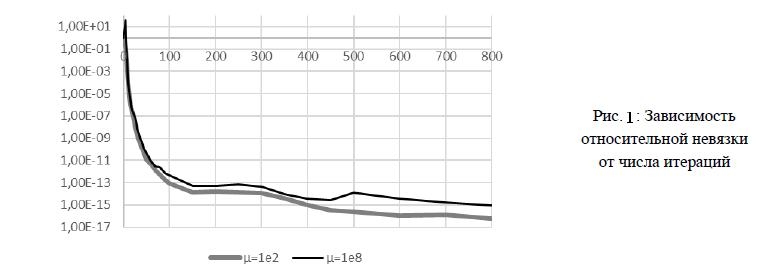 1,00E+01
1,00E-01
0 100 200 300 400 500 600 700 800
1,00E-03
1,00E-05
1,00E-07
1,00E-09
1,00E-11
1,00E-13
1,00E-15
1,00E-17
μ=1e2 μ=1e8
Рис. 1: Зависимость
относительной невязки
от числа итераций